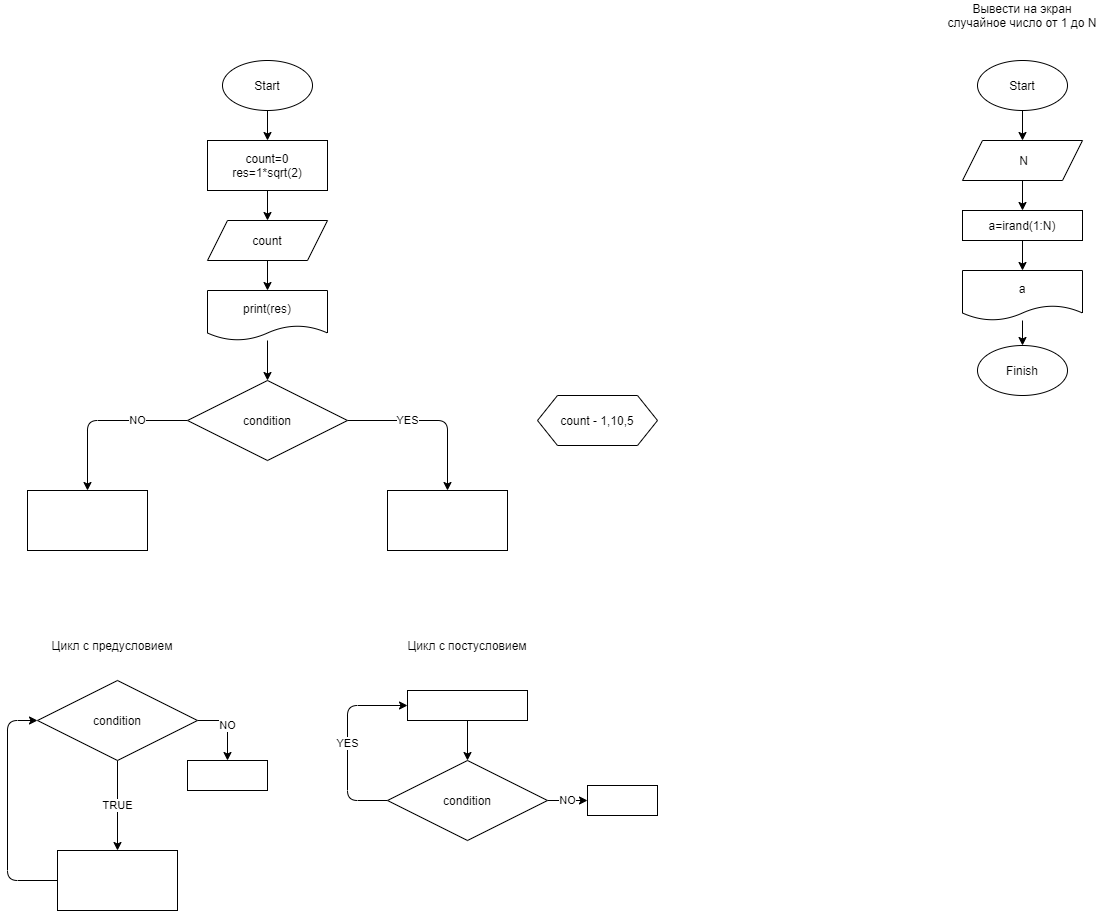 Вывести на экран
случайное число от 1 до N
Start
count=0
res=1*sqrt(2)
count
print(res)
condition
NO
YES
count - 1,10,5
Start
N
a=irand(1:N)
a
Finish
Цикл с предусловием
condition
NO
TRUE
Цикл с постусловием
YES
condition
NO